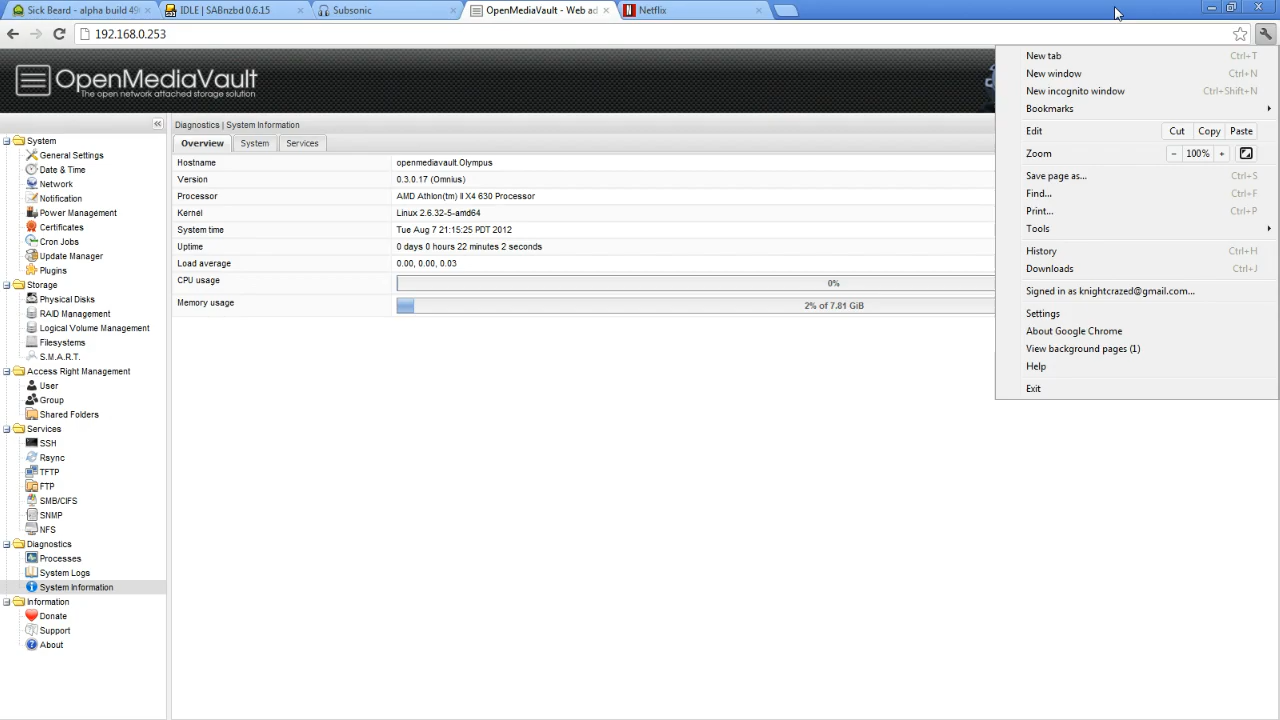 Sick Beard - alpha build 49
IDLE | SABnzbd 0.6.15
Subsonic
OpenMediaVault - Web ad
Netflix
192.168.0.253
OpenMediaVault
The open network attached storage solution
System
General Settings
Date & Time
Network
Notification
Power Management
Certificates
Cron Jobs
Update Manager
Plugins
Storage
Physical Disks
RAID Management
Logical Volume Management
Filesystems
S.M.A.R.T.
Access Right Management
User
Group
Shared Folders
Services
SSH
Rsync
TFTP
FTP
SMB/CIFS
SNMP
NFS
Diagnostics
Processes
System Logs
System Information
Information
Donate
Support
About
Diagnostics | System Information
Overview System Services
Hostname openmediavault.Olympus
Version 0.3.0.17 (Omnius)
Processor AMD Athlon(tm) II X4 630 Processor
Kernel Linux 2.6.32-5-amd64
System time Tue Aug 7 21:15:25 PDT 2012
Uptime 0 days 0 hours 22 minutes 2 seconds
Load average 0.00, 0.00, 0.03
CPU usage 0%
Memory usage 2% of 7.81 GiB
New tab Ctrl+T
New window Ctrl+N
New incognito window Ctrl+Shift+N
Bookmarks
Edit Cut Copy Paste
Zoom − 100% +
Save page as... Ctrl+S
Find... Ctrl+F
Print... Ctrl+P
Tools
History Ctrl+H
Downloads Ctrl+J
Signed in as knightcrazed@gmail.com...
Settings
About Google Chrome
View background pages (1)
Help
Exit